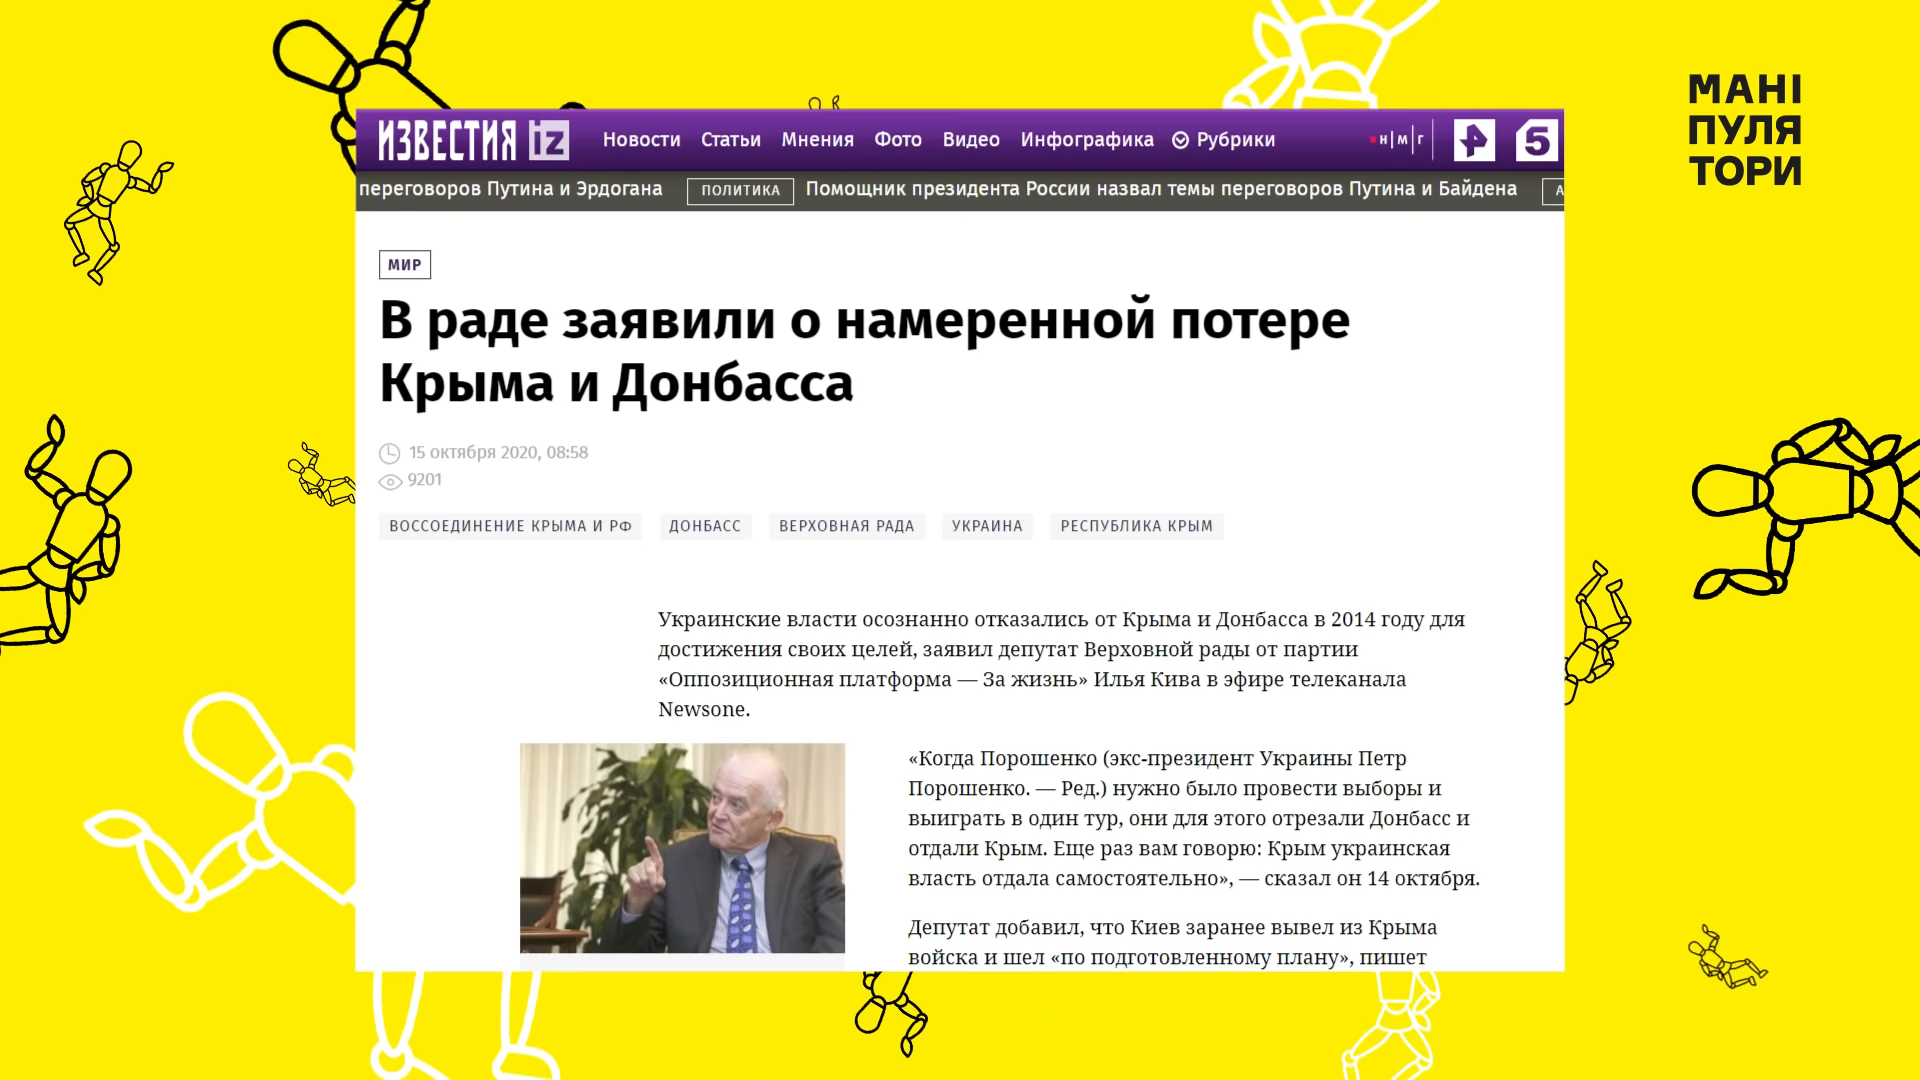 МАНІ
ПУЛЯ
ТОРИ
ИЗВЕСТИЯ iz Новости Статьи Мнения Фото Видео Инфографика Рубрики н|м|г 5
переговоров Путина и Эрдогана ПОЛИТИКА Помощник президента России назвал темы переговоров Путина и Байдена
МИР
В раде заявили о намеренной потере
Крыма и Донбасса
15 октября 2020, 08:58
9201
ВОССОЕДИНЕНИЕ КРЫМА И РФ ДОНБАСС ВЕРХОВНАЯ РАДА УКРАИНА РЕСПУБЛИКА КРЫМ
Украинские власти осознанно отказались от Крыма и Донбасса в 2014 году для
достижения своих целей, заявил депутат Верховной рады от партии
«Оппозиционная платформа — За жизнь» Илья Кива в эфире телеканала
Newsone.
«Когда Порошенко (экс-президент Украины Петр
Порошенко. — Ред.) нужно было провести выборы и
выиграть в один тур, они для этого отрезали Донбасс и
отдали Крым. Еще раз вам говорю: Крым украинская
власть отдала самостоятельно», — сказал он 14 октября.
Депутат добавил, что Киев заранее вывел из Крыма
войска и шел «по подготовленному плану», пишет